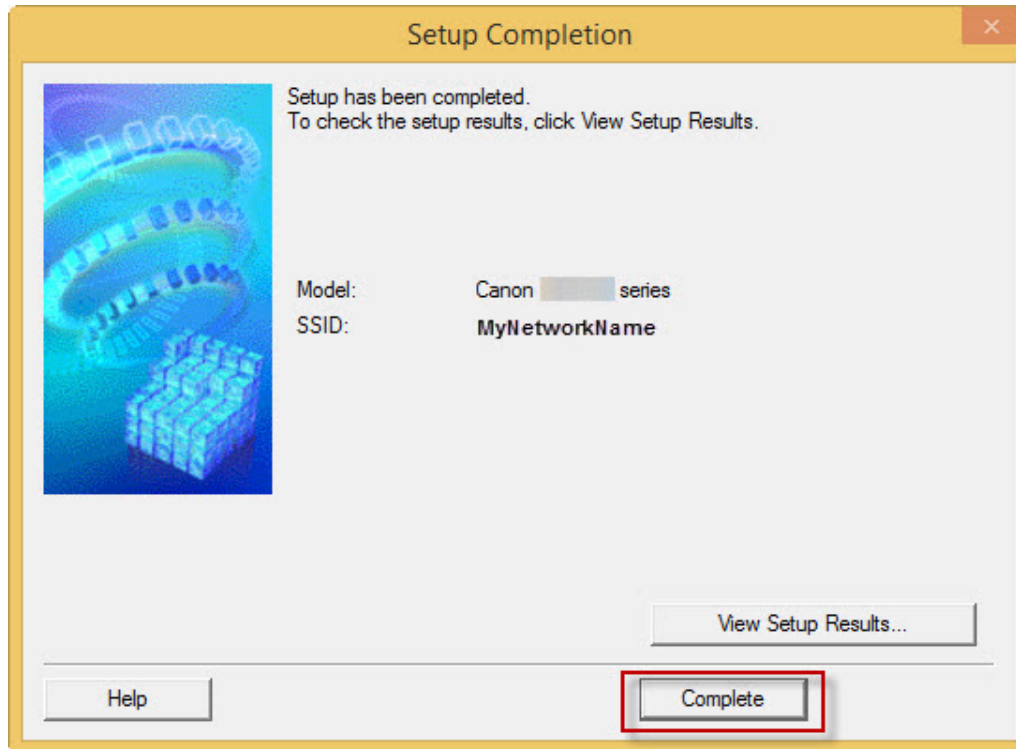 Setup Completion
Setup has been completed.
To check the setup results, click View Setup Results.
Model: Canon series
SSID: MyNetworkName
View Setup Results...
Help Complete